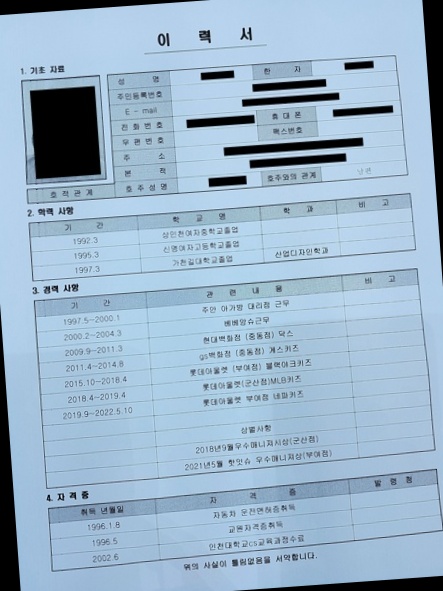 이 력 서
1. 기초 자료
성 명 한 자
주민등록번호
E - mail
전 화 번 호 휴 대 폰
우 편 번 호 팩스번호
주 소
본 적
호 적 관 계 호 주 성 명 호주와의 관계 남편
2. 학력 사항
기 간 학 교 명 학 과 비 고
1992.3 상인천여자중학교졸업
1995.3 신명여자고등학교졸업
1997.3 가천길대학교졸업 산업디자인학과
3. 경력 사항
기 간 관 련 내 용 비 고
1997.5~2000.1 주안 아가방 대리점 근무
2000.2~2004.3 베베앙슈근무
2009.9~2011.3 현대백화점 (중동점) 닥스
2011.4~2014.8 gs백화점 (중동점) 게스키즈
2015.10~2018.4 롯데아울렛 (부여점) 블랙야크키즈
2018.4~2019.4 롯데아울렛(군산점)MLB키즈
2019.9~2022.5.10 롯데아울렛 부여점 네파키즈
상벌사항
2018년9월우수매니져시상(군산점)
2021년5월 핫잇슈 우수매니져상(부여점)
4. 자 격 증
취득 년월일 자 격 증 발 령 청
1996.1.8 자동차 운전면허증취득
1996.5 교원자격증취득
2002.6 인천대학교cs교육과정수료
위의 사실이 틀림없음을 서약합니다.